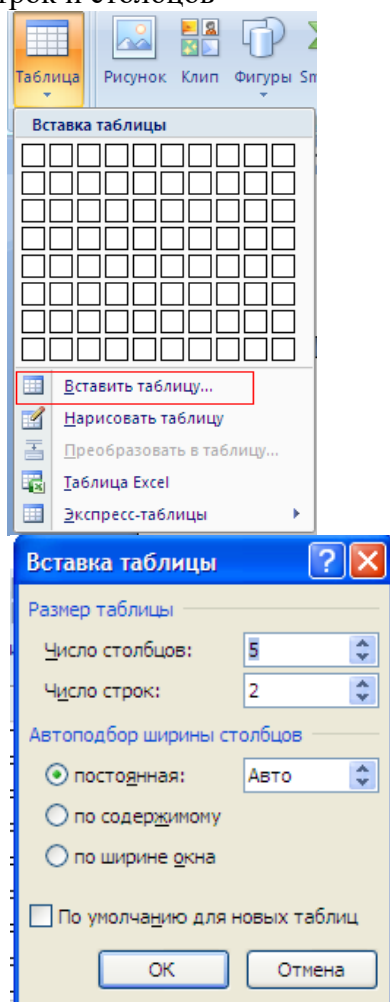 трок и столбцов
Таблица Рисунок Клип Фигуры Sm
Вставка таблицы
Вставить таблицу...
Нарисовать таблицу
Преобразовать в таблицу...
Таблица Excel
Экспресс-таблицы
Вставка таблицы
Размер таблицы
Число столбцов: 5
Число строк: 2
Автоподбор ширины столбцов
постоянная: Авто
по содержимому
по ширине окна
По умолчанию для новых таблиц
ОК Отмена